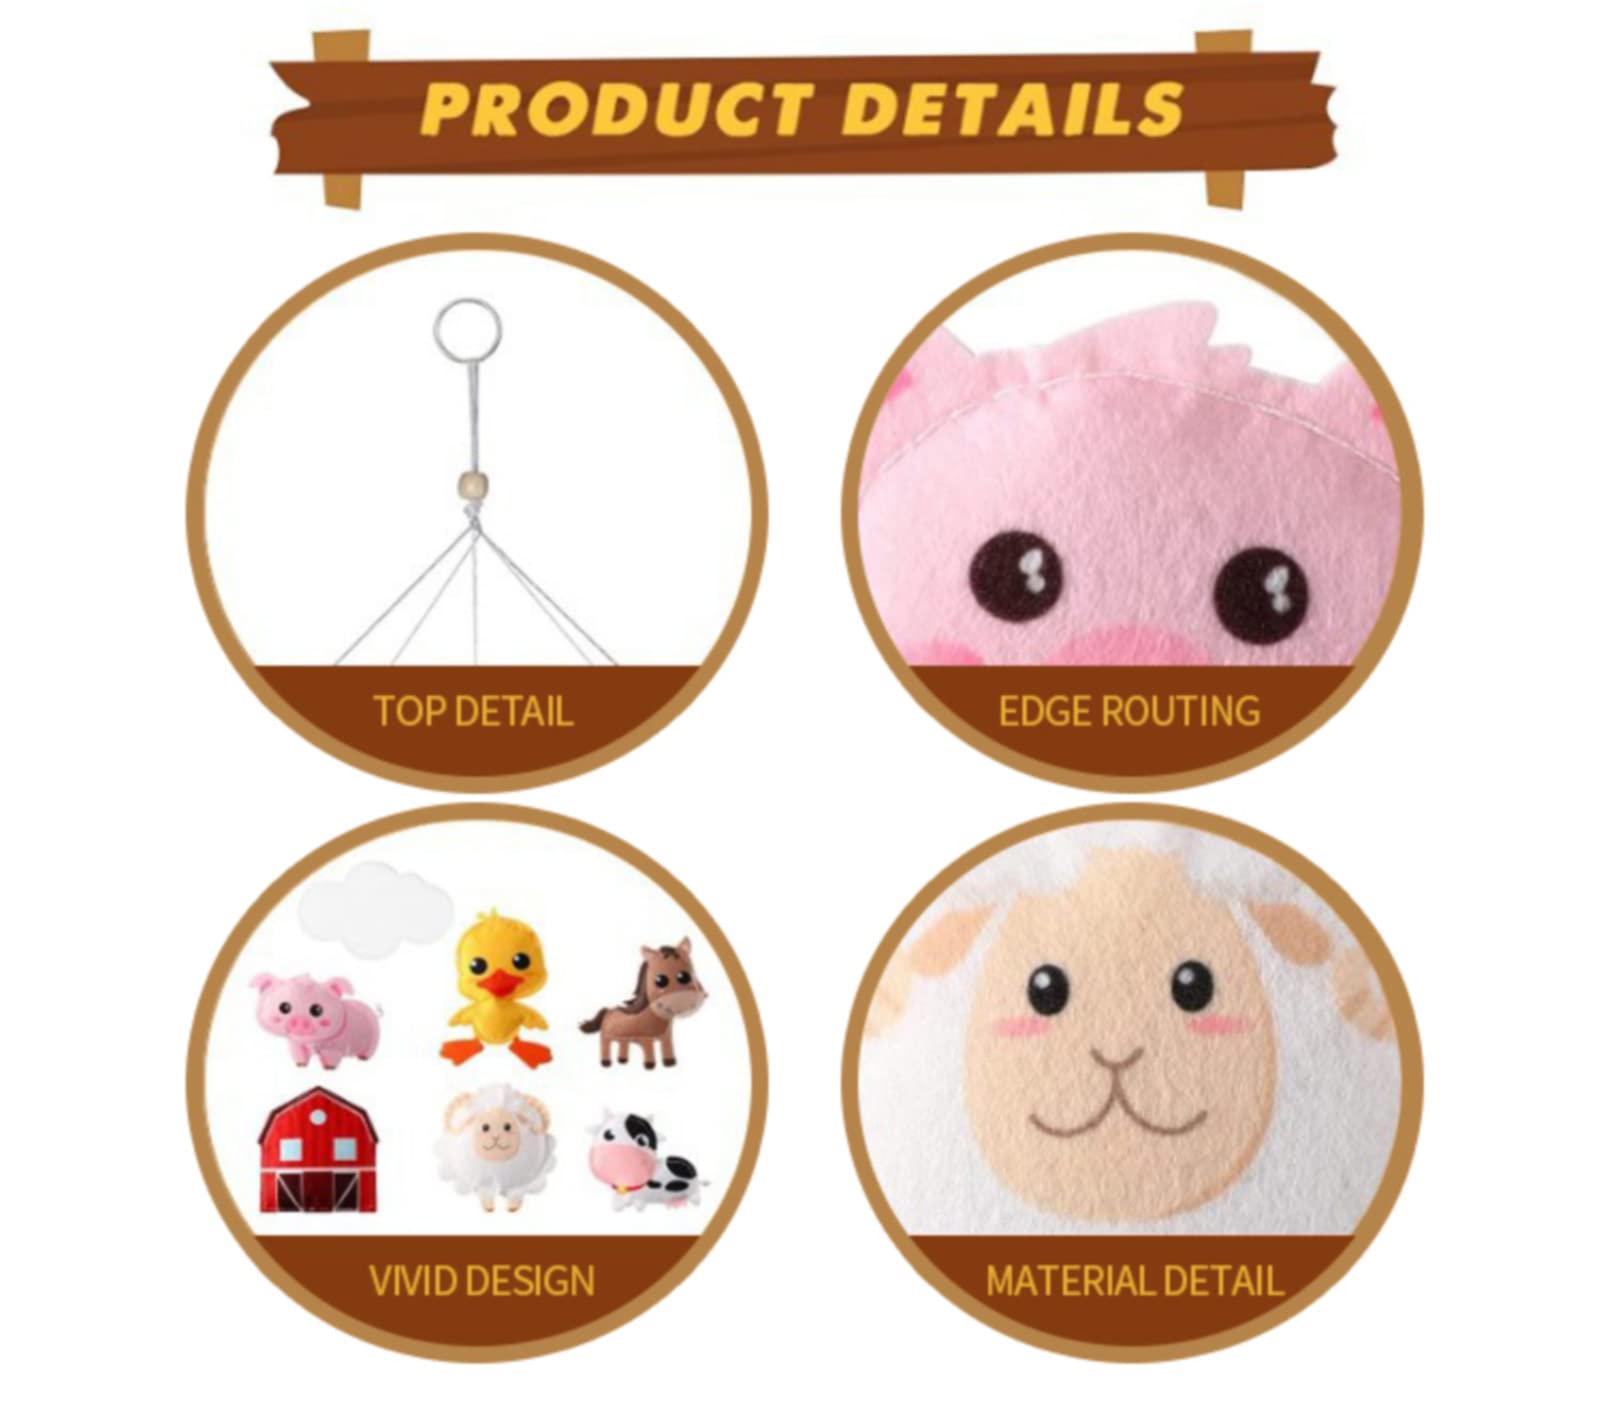 PRODUCT DETAILS
TOP DETAIL
EDGE ROUTING
VIVID DESIGN
MATERIAL DETAIL